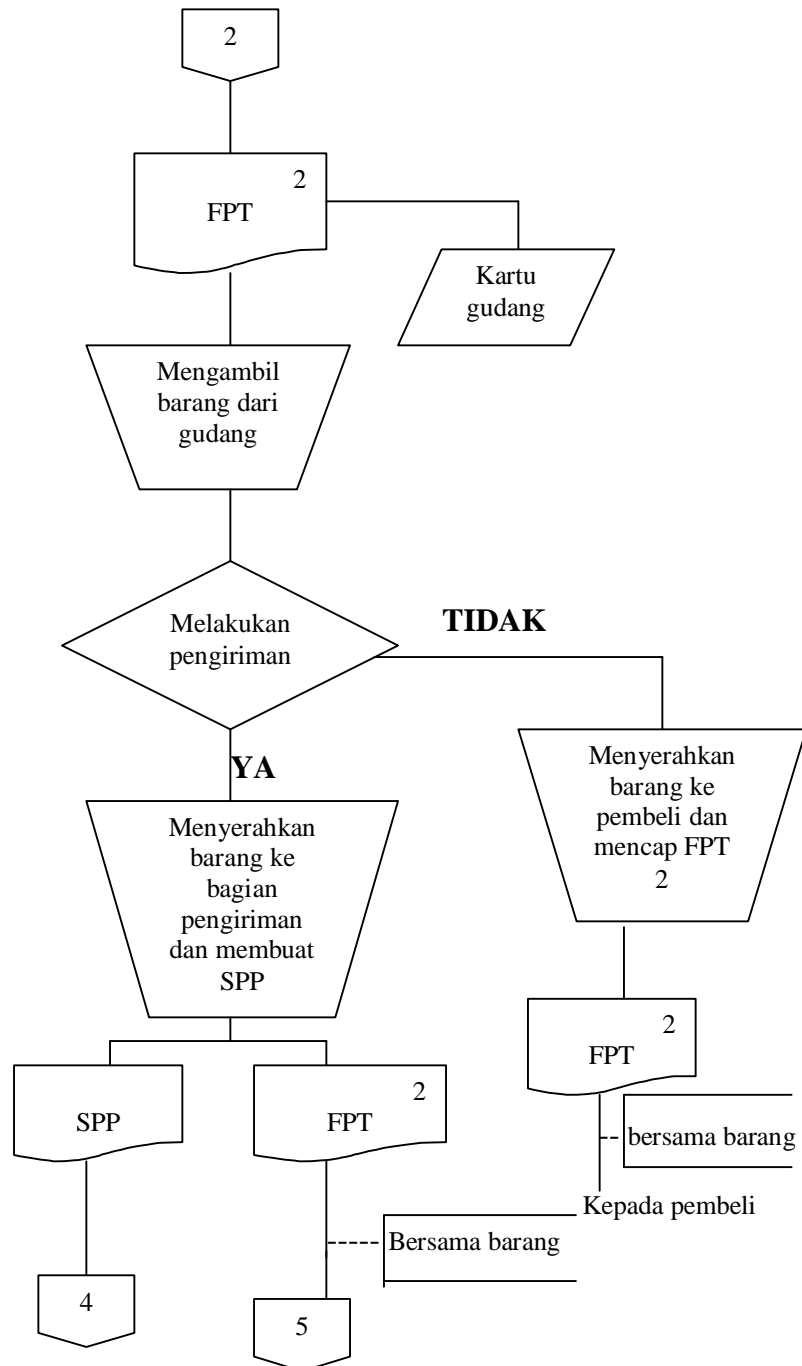 2
2
FPT
Kartu
gudang
Mengambil
barang dari
gudang
Melakukan
pengiriman
TIDAK
YA
Menyerahkan
barang ke
pembeli dan
mencap FPT
2
Menyerahkan
barang ke
bagian
pengiriman
dan membuat
SPP
2
FPT
bersama barang
Kepada pembeli
SPP
2
FPT
Bersama barang
4
5